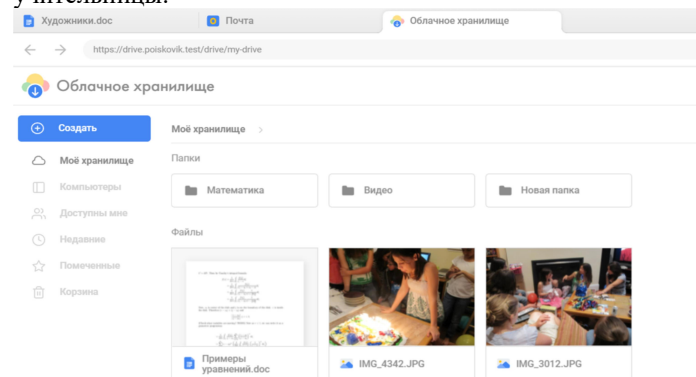 учительницы.
Художники.doc
Почта
Облачное хранилище
https://drive.poiskovik.test/drive/my-drive
Облачное хранилище
Создать
Моё хранилище >
Моё хранилище
Компьютеры
Доступны мне
Недавние
Помеченные
Корзина
Папки
Математика
Видео
Новая папка
Файлы
Примеры
уравнений.doc
IMG_4342.JPG
IMG_3012.JPG